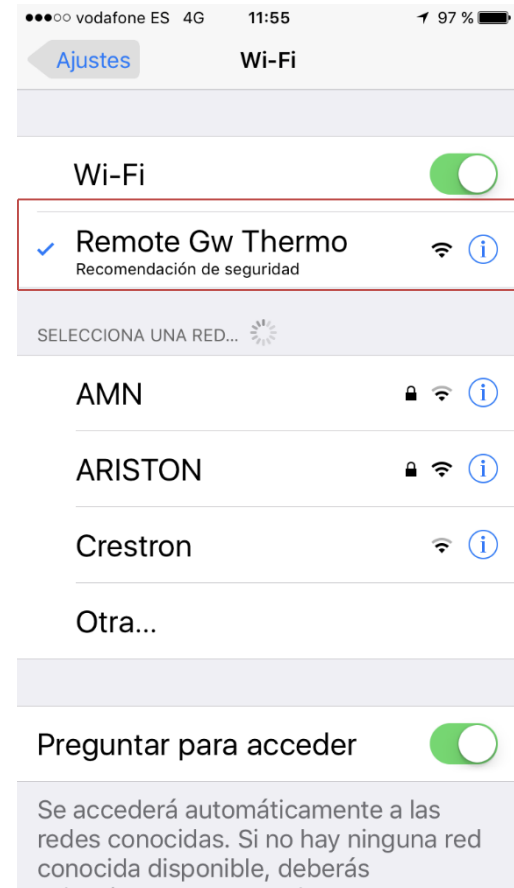 vodafone ES 4G 11:55 97 %
Ajustes Wi-Fi
Wi-Fi
Remote Gw Thermo
Recomendación de seguridad
SELECCIONA UNA RED...
AMN
ARISTON
Crestron
Otra...
Preguntar para acceder
Se accederá automáticamente a las
redes conocidas. Si no hay ninguna red
conocida disponible, deberás